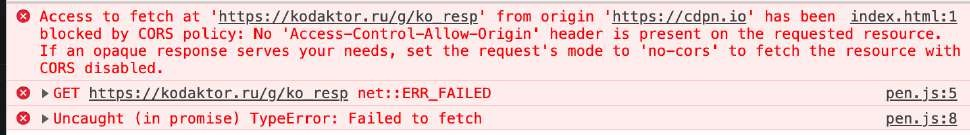 Access to fetch at 'https://kodaktor.ru/g/ko_resp' from origin 'https://cdpn.io' has been index.html:1
blocked by CORS policy: No 'Access-Control-Allow-Origin' header is present on the requested resource.
If an opaque response serves your needs, set the request's mode to 'no-cors' to fetch the resource with
CORS disabled.
GET https://kodaktor.ru/g/ko_resp net::ERR_FAILED pen.js:5
Uncaught (in promise) TypeError: Failed to fetch pen.js:8